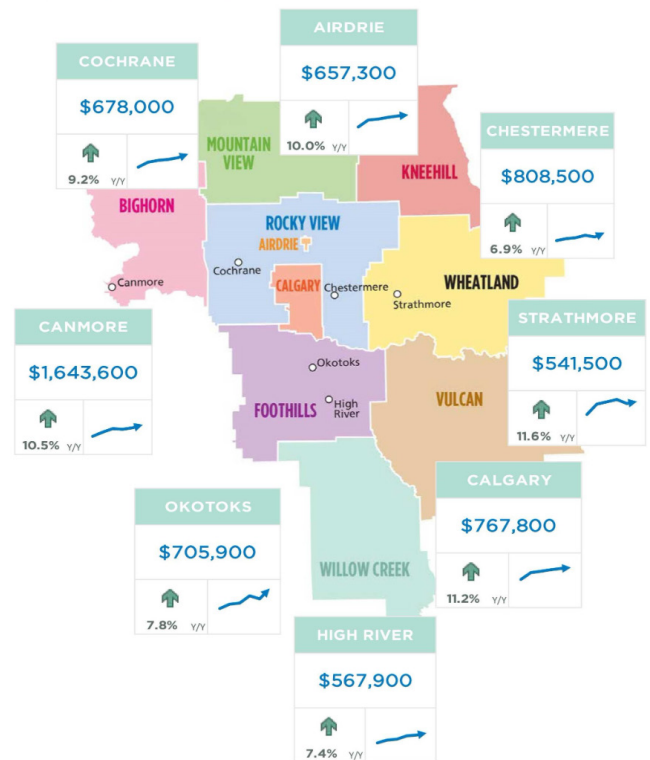 AIRDRIE
$657,300
10.0% Y/Y
COCHRANE
$678,000
9.2% Y/Y
CHESTERMERE
$808,500
6.9% Y/Y
MOUNTAIN
VIEW
KNEEHILL
BIGHORN
ROCKY VIEW
AIRDRIE
Cochrane
CALGARY
Chestermere
WHEATLAND
Strathmore
Canmore
CANMORE
$1,643,600
10.5% Y/Y
STRATHMORE
$541,500
11.6% Y/Y
Okotoks
FOOTHILLS
High
River
VULCAN
CALGARY
$767,800
11.2% Y/Y
OKOTOKS
$705,900
7.8% Y/Y
WILLOW CREEK
HIGH RIVER
$567,900
7.4% Y/Y